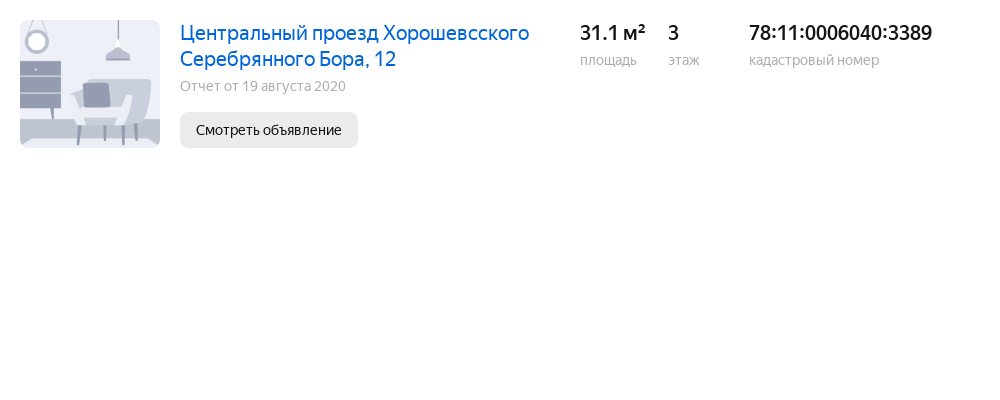 Центральный проезд Хорошевсского
Серебрянного Бора, 12
Отчет от 19 августа 2020
Смотреть объявление
31.1 м²
площадь
3
этаж
78:11:0006040:3389
кадастровый номер